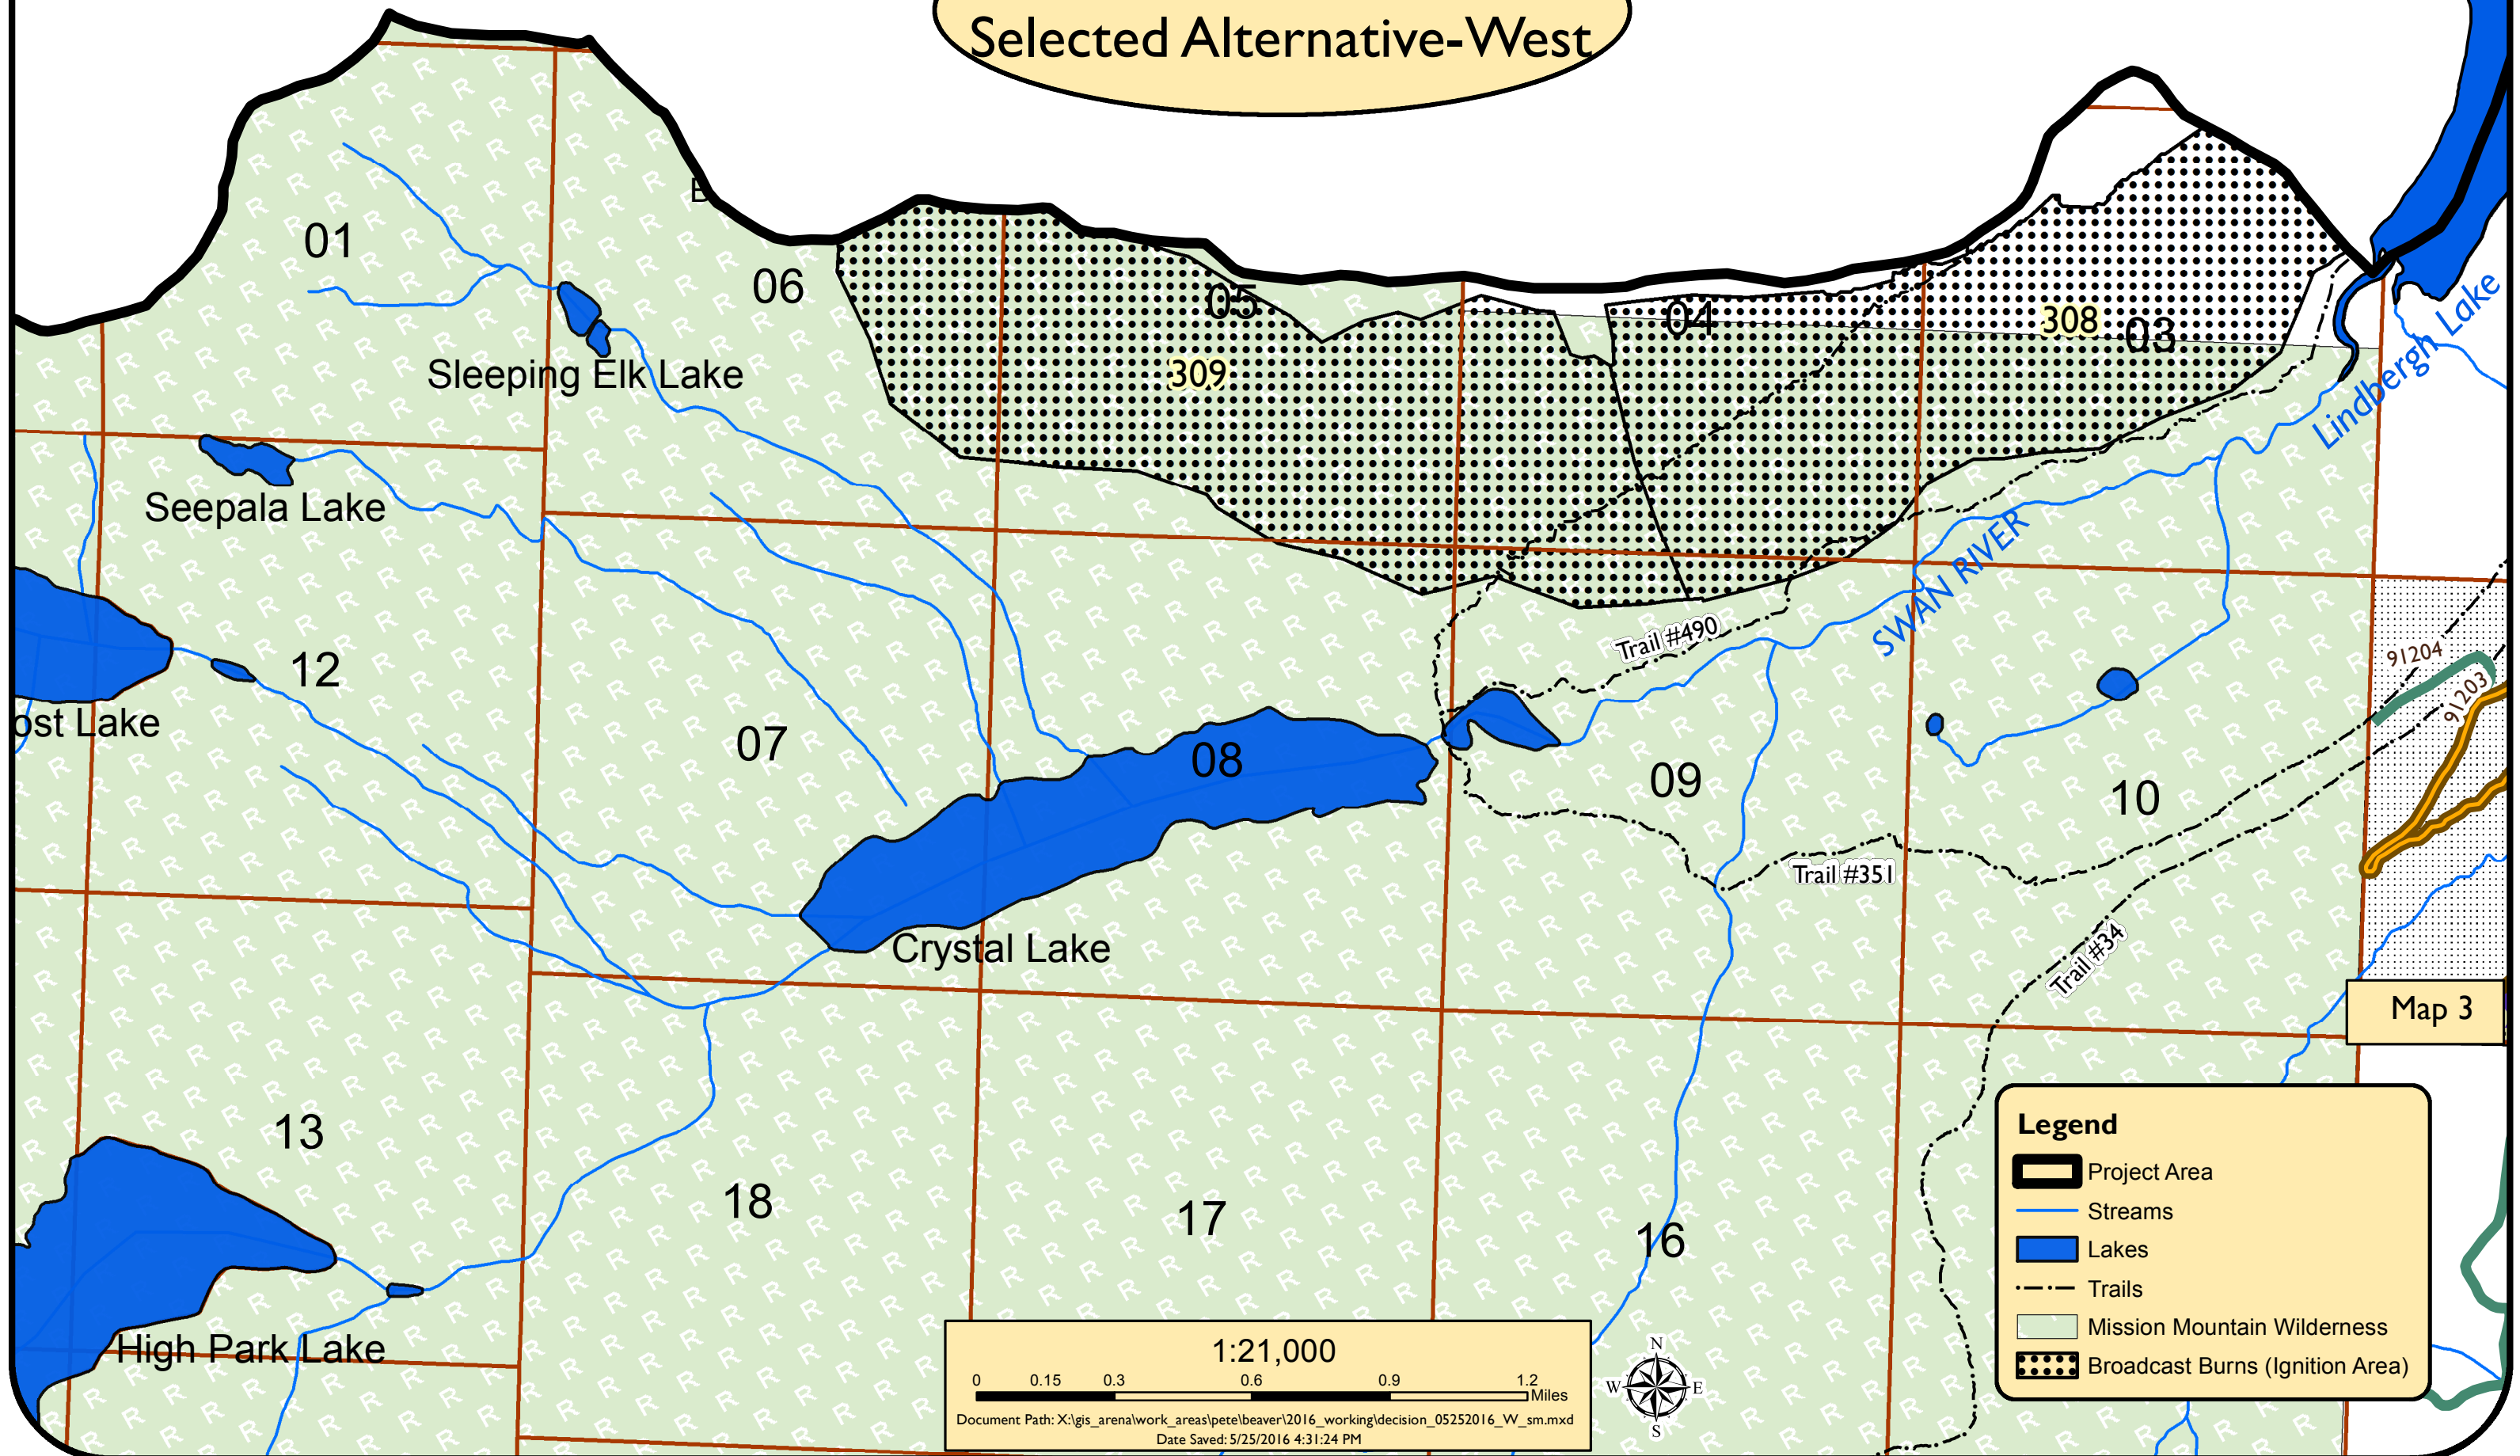 Selected Alternative-West
01
06
05
04
308
03
309
Sleeping Elk Lake
Lindbergh Lake
Seepala Lake
SWAN RIVER
Trail #490
12
91204
91203
ost Lake
07
08
09
10
Trail #351
Crystal Lake
Trail #34
Map 3
13
18
17
16
High Park Lake
Legend
Project Area
Streams
Lakes
Trails
Mission Mountain Wilderness
Broadcast Burns (Ignition Area)
1:21,000
0 0.15 0.3 0.6 0.9 1.2
Miles
Document Path: X:\gis_arena\work_areas\pete\beaver\2016_working\decision_05252016_W_sm.mxd
Date Saved: 5/25/2016 4:31:24 PM
N
W E
S